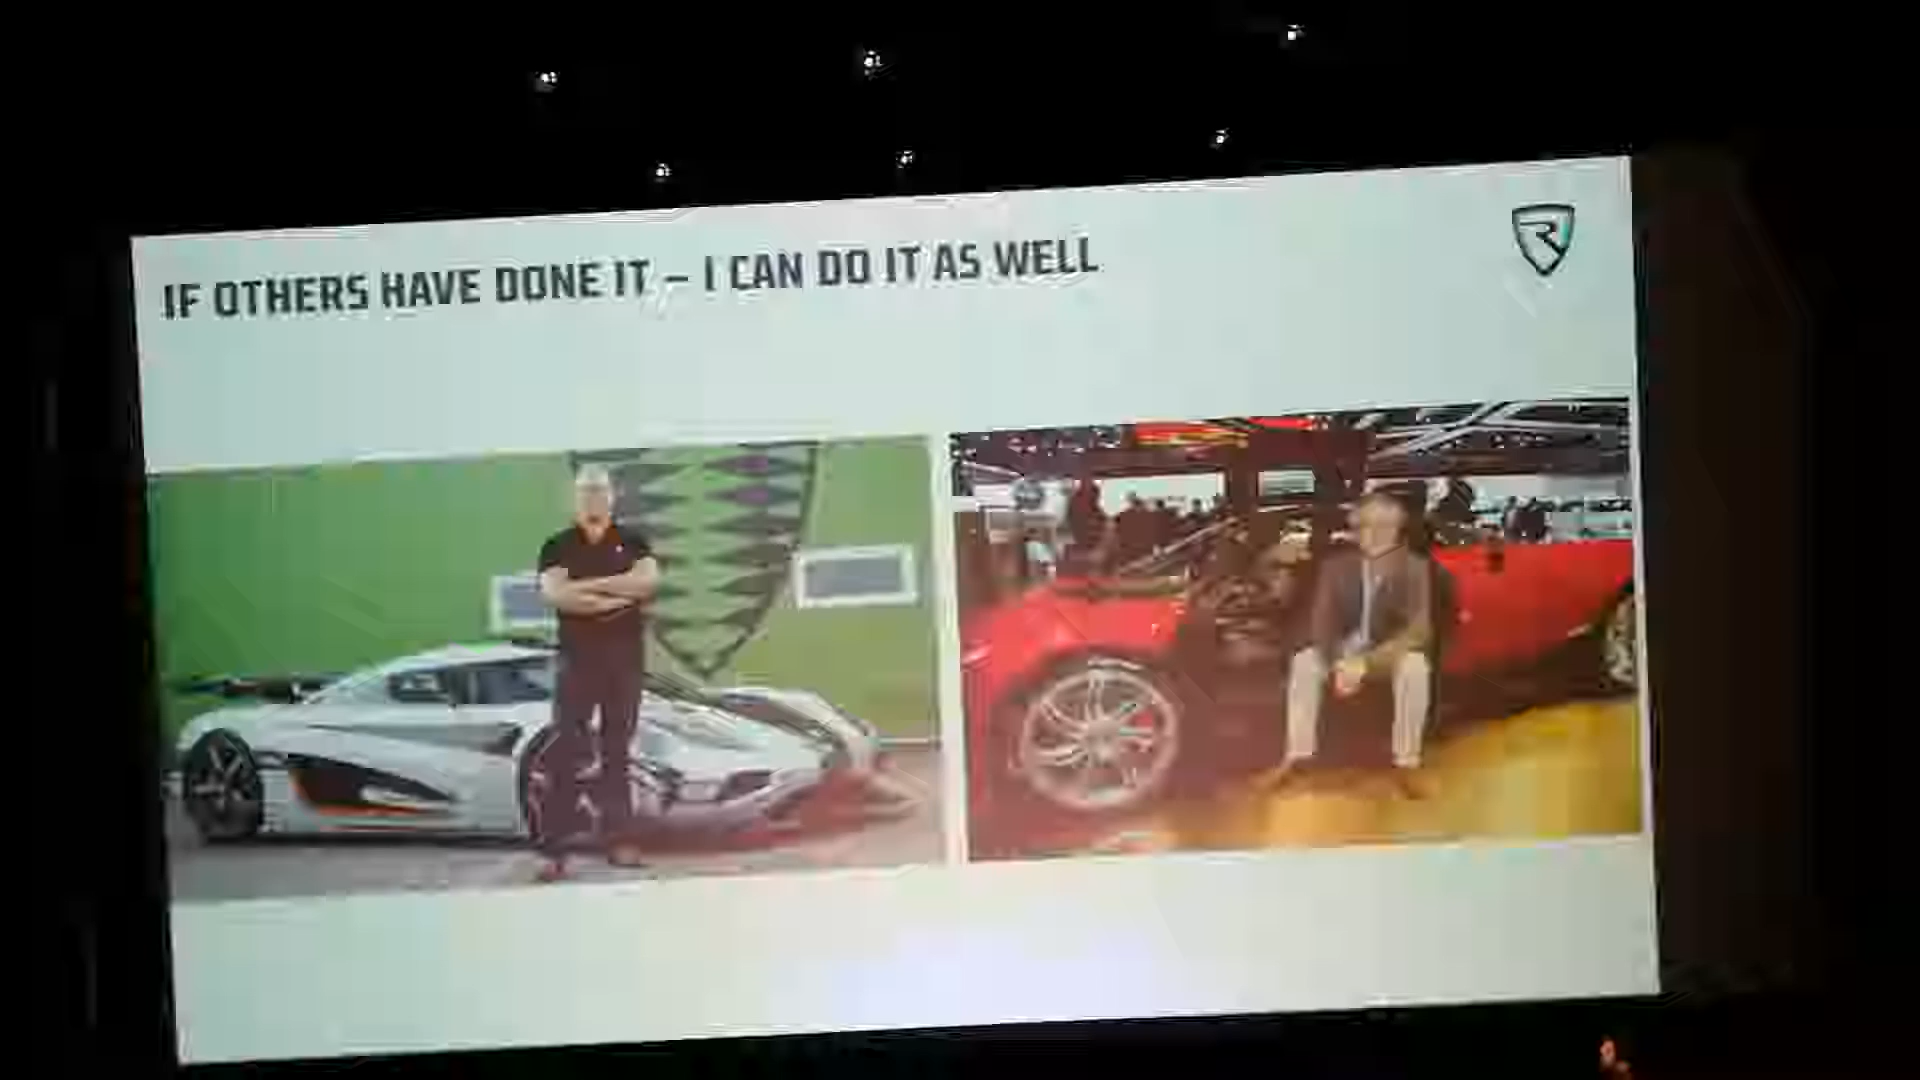 IF OTHERS HAVE DONE IT – I CAN DO IT AS WELL